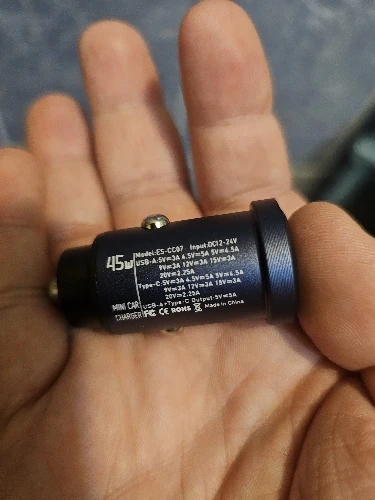 45W
Model:ES-CC07 Input:DC12-24V
USB-A:5V⎓3A 4.5V⎓5A 5V⎓4.5A
9V⎓3A 12V⎓3A 15V⎓3A
20V⎓2.25A
Type-C:5V⎓3A 4.5V⎓5A 5V⎓4.5A
9V⎓3A 12V⎓3A 15V⎓3A
20V⎓2.25A
USB-A+Type-C Output:5V⎓5A
MINI CAR
CHARGER
FC CE ROHS Made in China